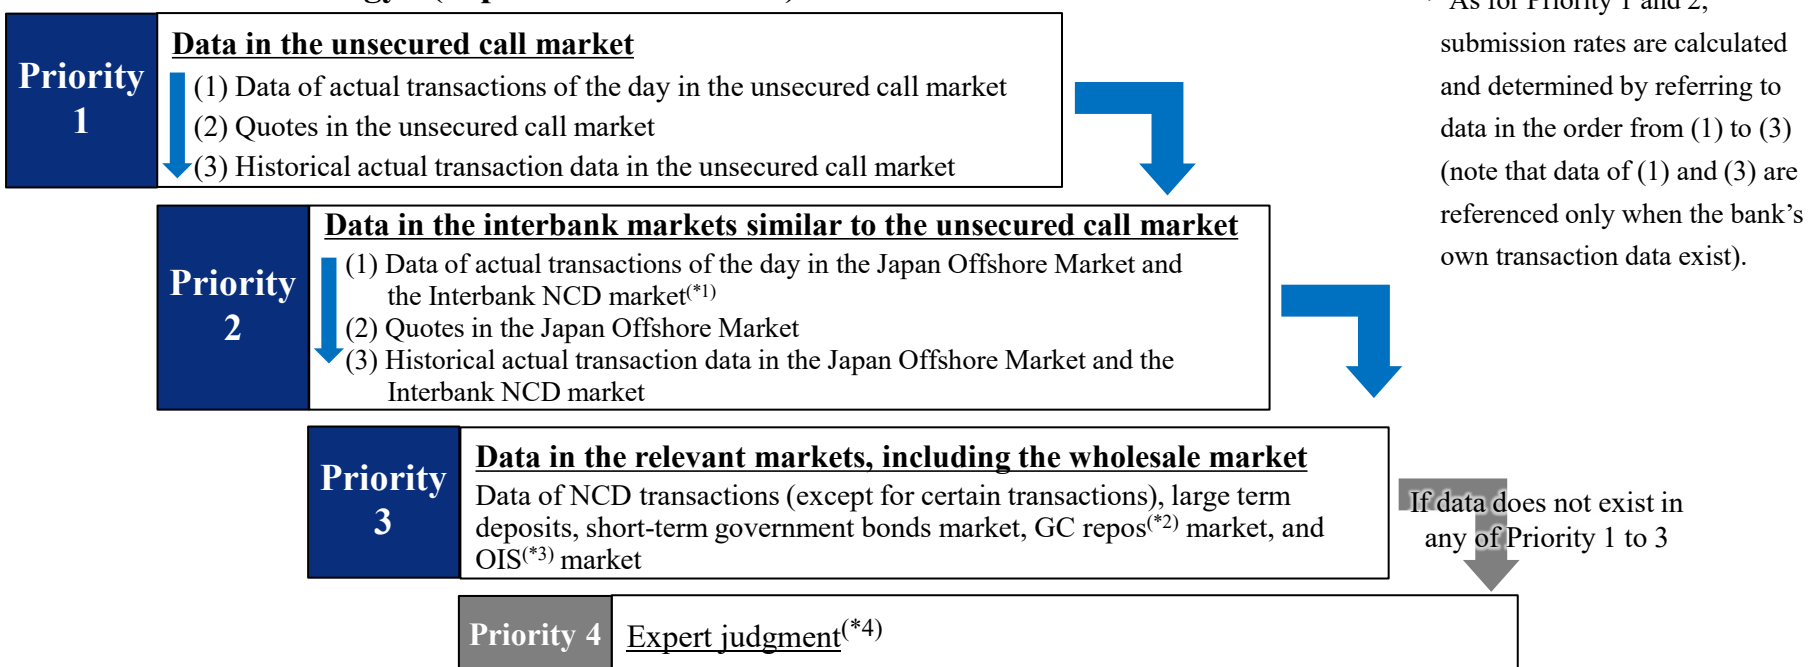 Priority
1
Data in the unsecured call market
(1) Data of actual transactions of the day in the unsecured call market
(2) Quotes in the unsecured call market
(3) Historical actual transaction data in the unsecured call market
As for Priority 1 and 2,
submission rates are calculated
and determined by referring to
data in the order from (1) to (3)
(note that data of (1) and (3) are
referenced only when the bank’s
own transaction data exist).
Priority
2
Data in the interbank markets similar to the unsecured call market
(1) Data of actual transactions of the day in the Japan Offshore Market and
the Interbank NCD market(*1)
(2) Quotes in the Japan Offshore Market
(3) Historical actual transaction data in the Japan Offshore Market and the
Interbank NCD market
Priority
3
Data in the relevant markets, including the wholesale market
Data of NCD transactions (except for certain transactions), large term
deposits, short-term government bonds market, GC repos(*2) market, and
OIS(*3) market
If data does not exist in
any of Priority 1 to 3
Priority 4
Expert judgment(*4)